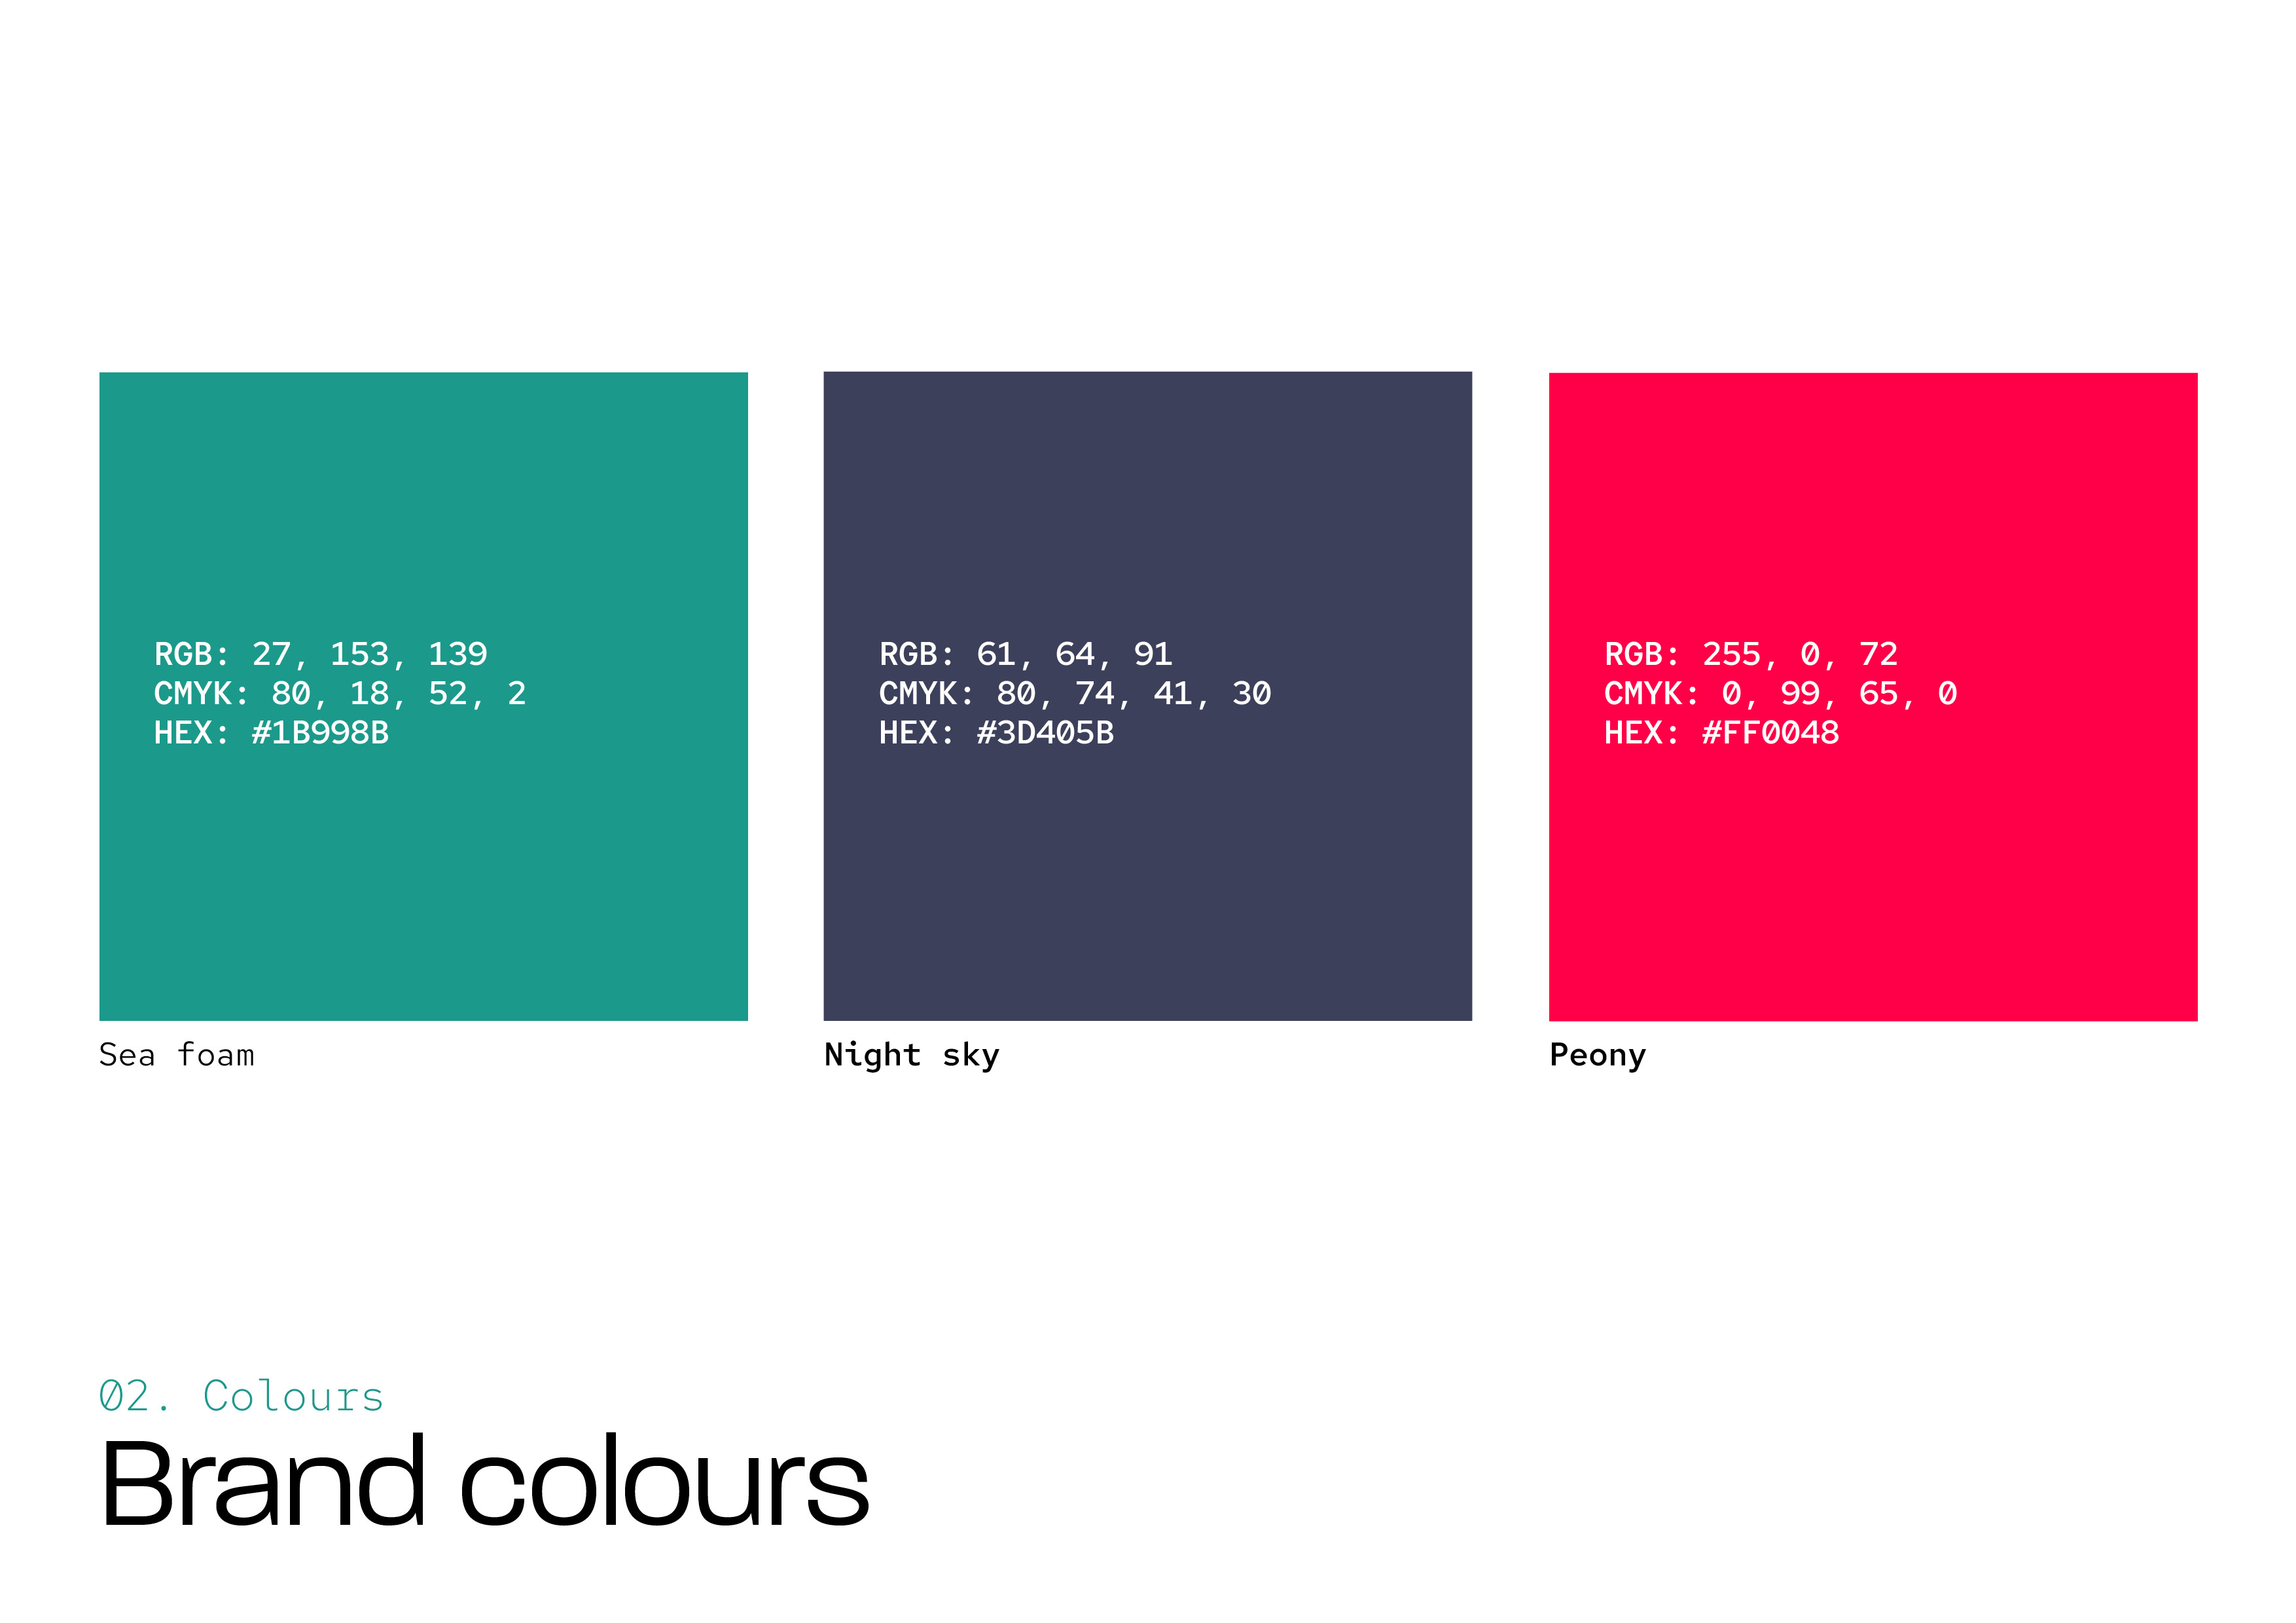 RGB: 27, 153, 139
CMYK: 80, 18, 52, 2
HEX: #1B998B
Sea foam
RGB: 61, 64, 91
CMYK: 80, 74, 41, 30
HEX: #3D405B
Night sky
RGB: 255, 0, 72
CMYK: 0, 99, 65, 0
HEX: #FF0048
Peony
02. Colours
Brand colours